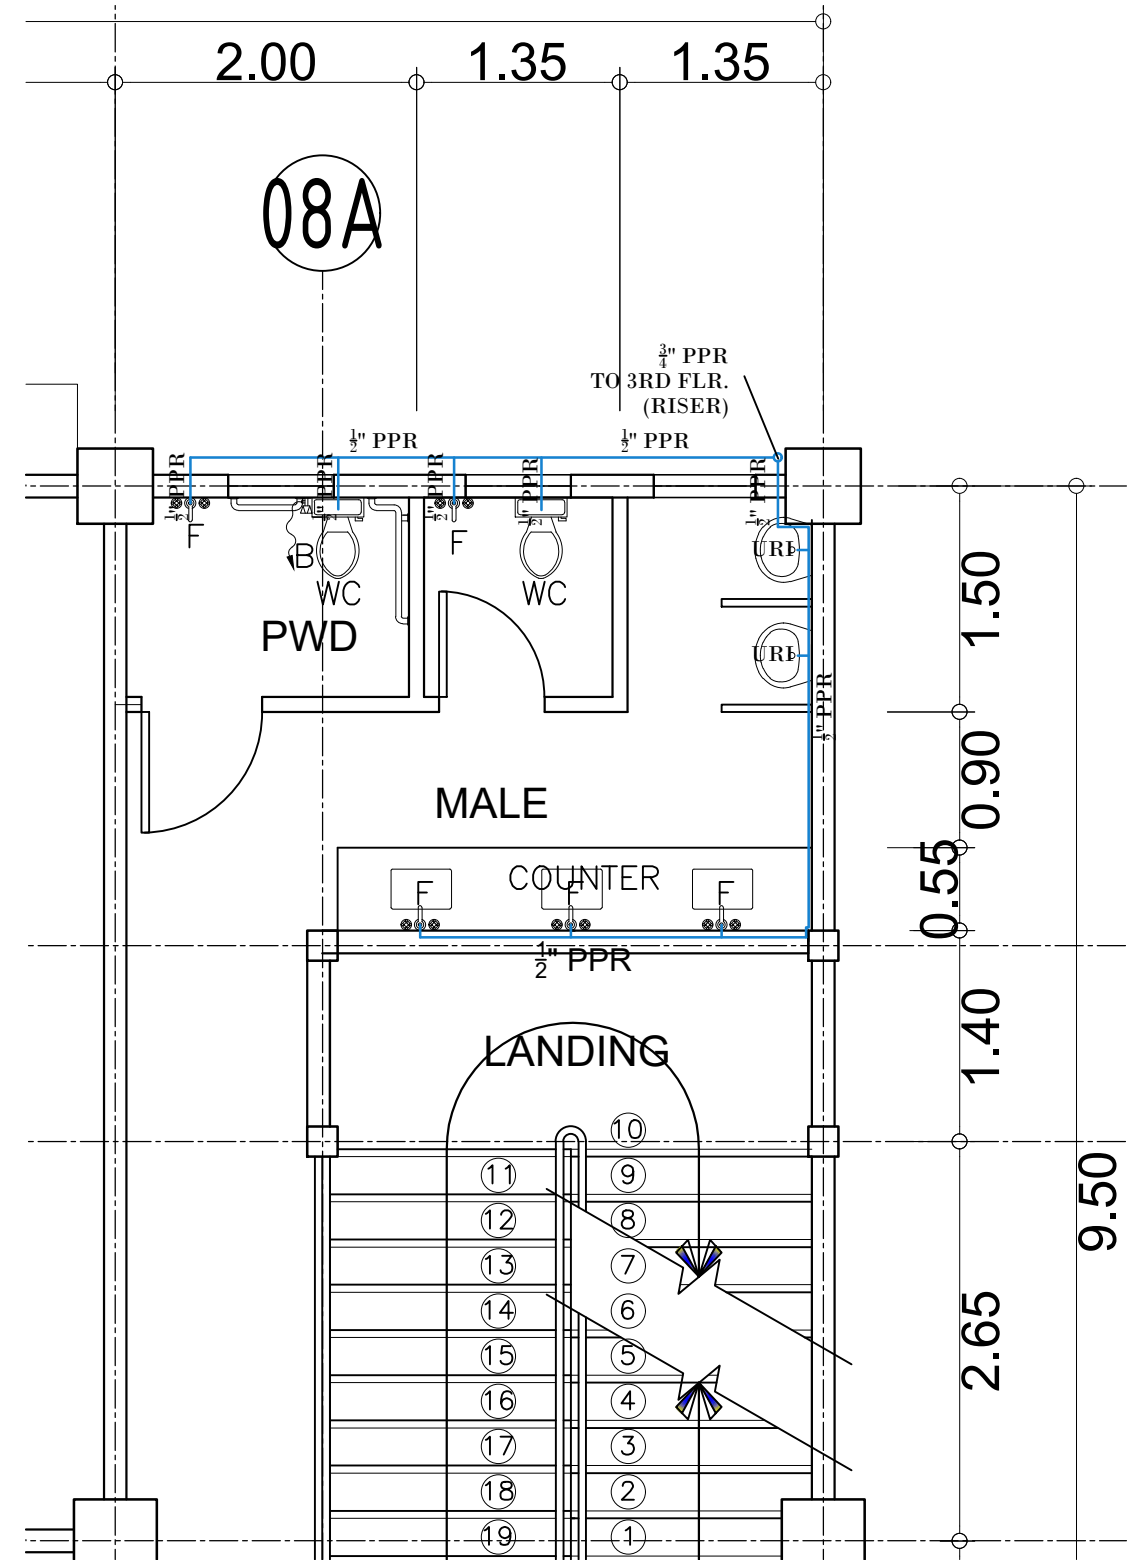 2.00
1.35
1.35
08A
3/4" PPR
TO 3RD FLR.
(RISER)
1/2" PPR
1/2" PPR
1/2" PPR
1/2" PPR
1/2" PPR
1/2" PPR
1/2" PPR
F
B
WC
F
WC
URI
PWD
URI
1/2" PPR
MALE
COUNTER
F
F
F
1/2" PPR
LANDING
1.50
0.90
0.55
1.40
9.50
2.65
10
11
9
12
8
13
7
14
6
15
5
16
4
17
3
18
2
19
1